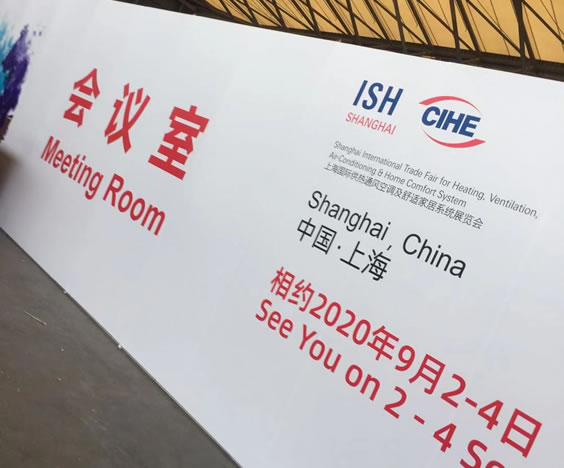 会议室
Meeting Room
ISH
SHANGHAI
CIHE
Shanghai International Trade Fair for Heating, Ventilation,
Air-Conditioning & Home Comfort System
上海国际供热通风空调及舒适家居系统展览会
Shanghai, China
中国·上海
相约2020年9月2-4日
See You on 2 - 4 Se